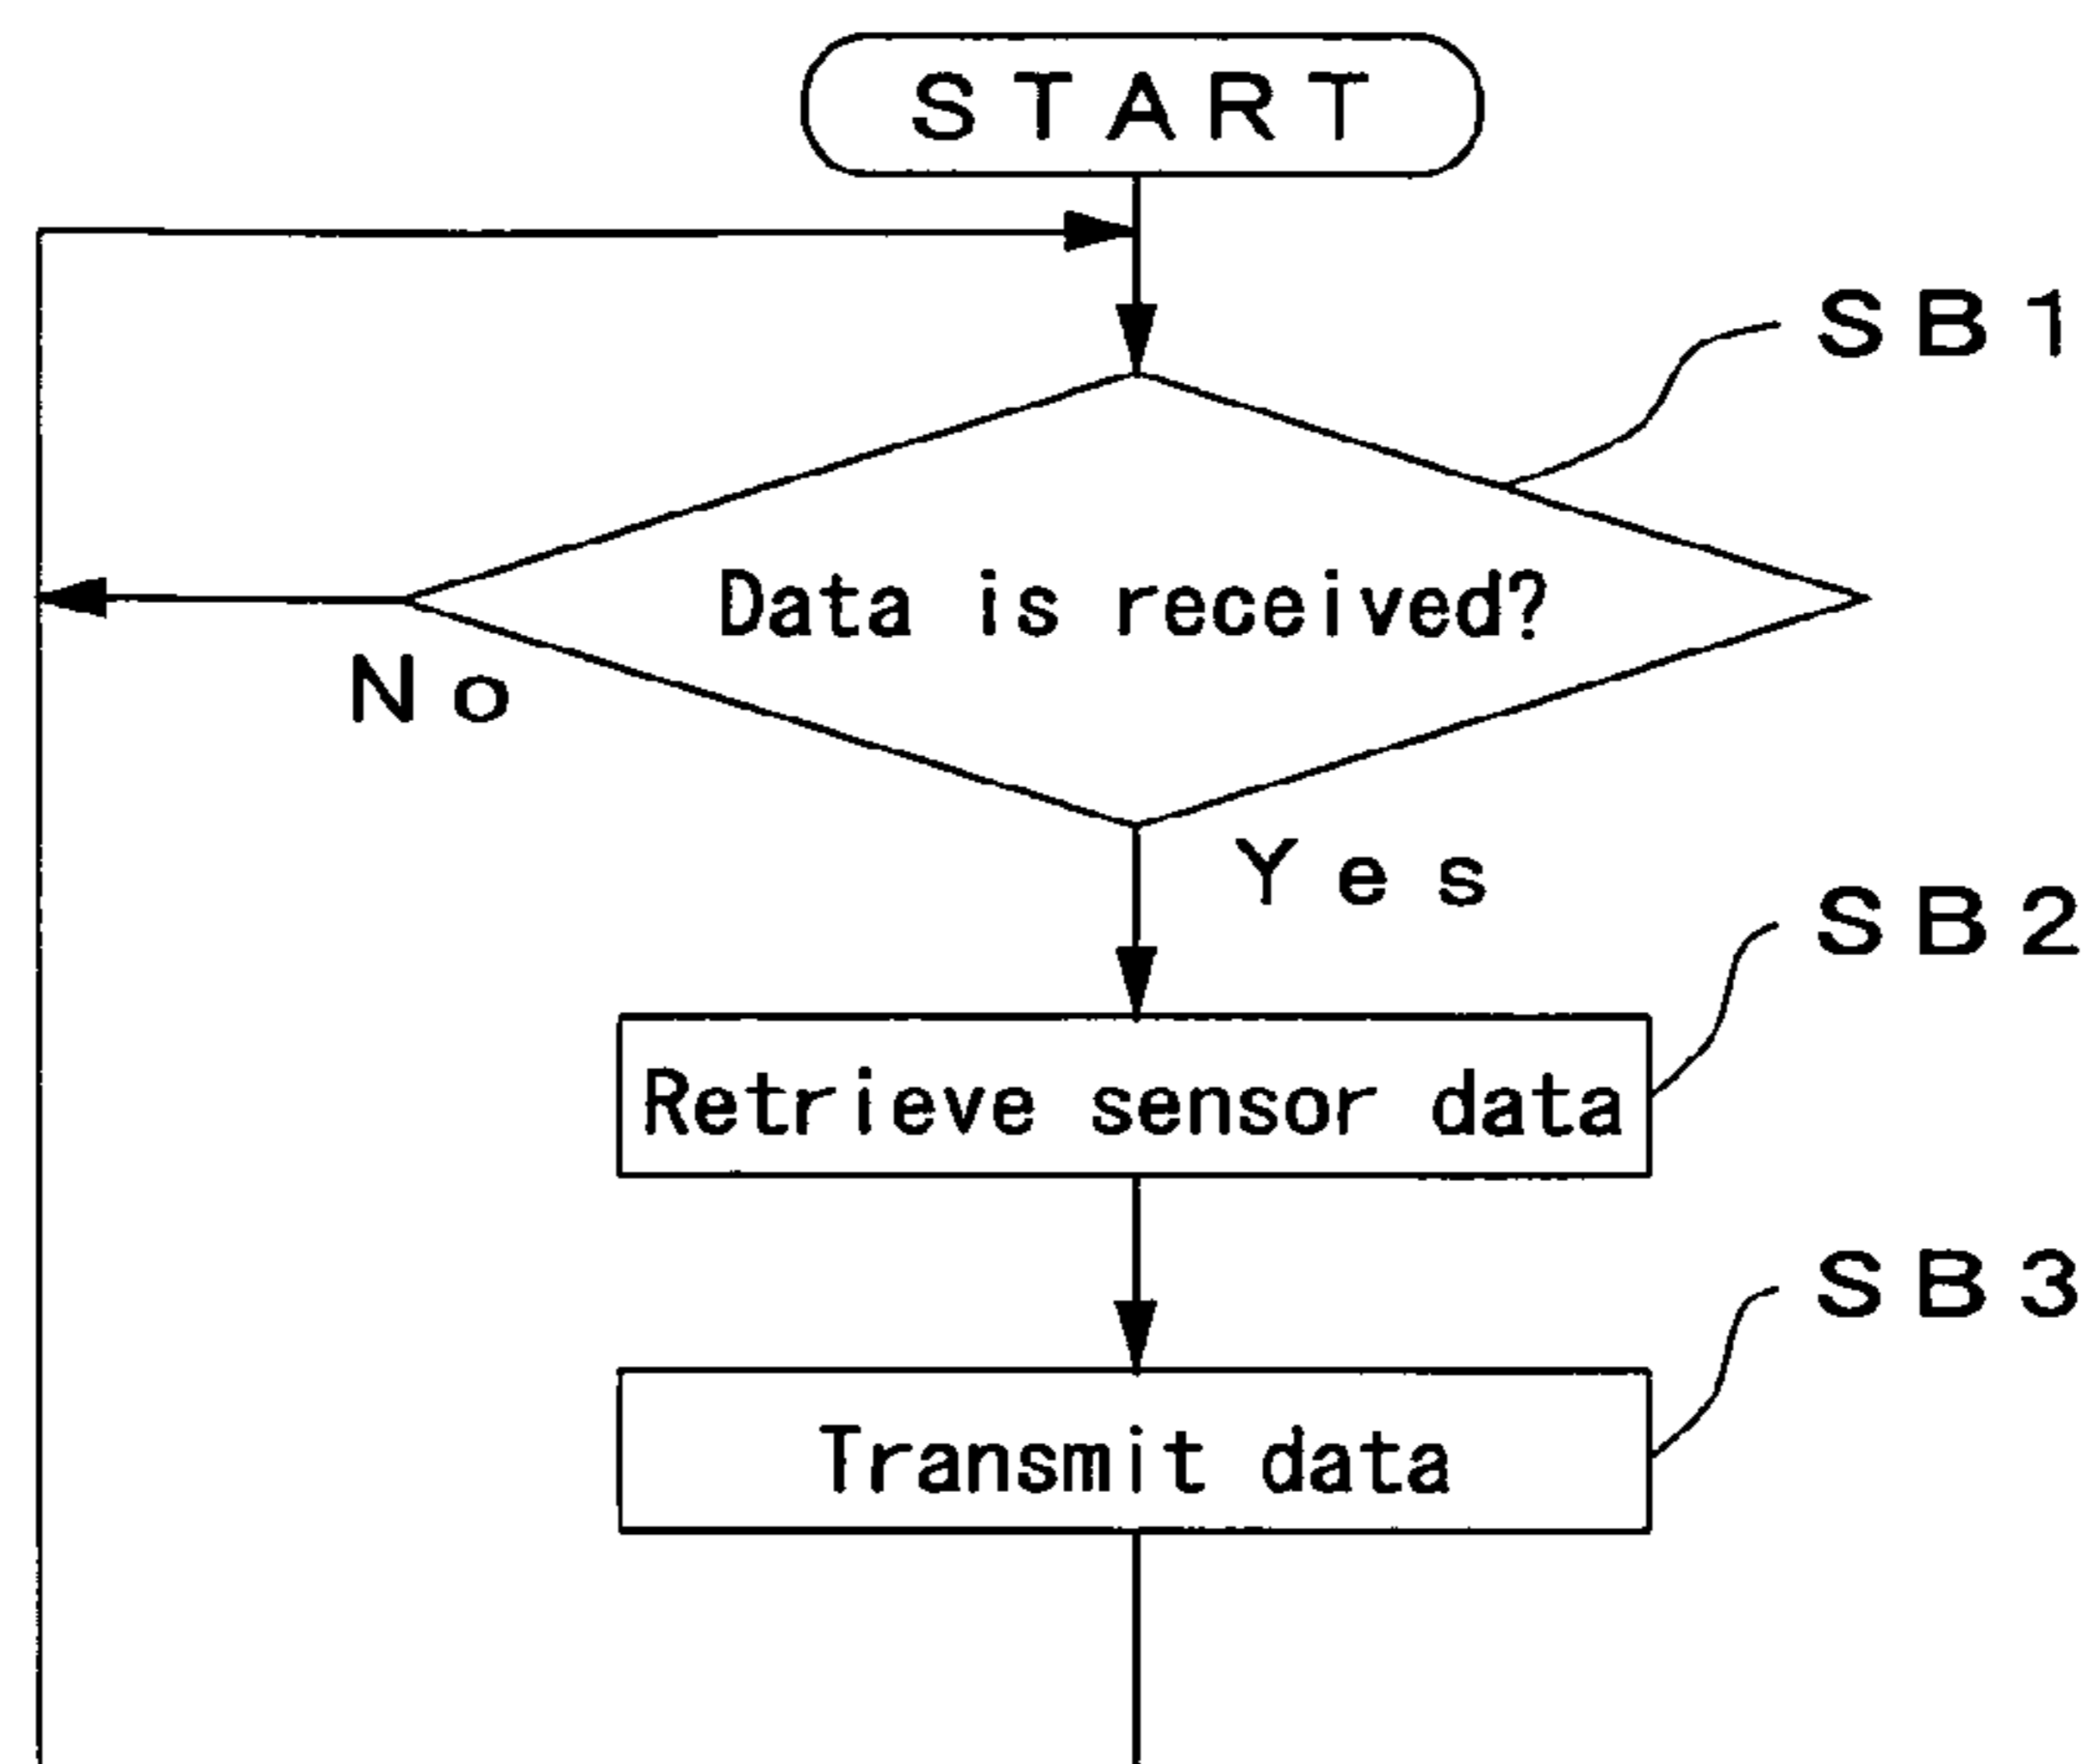 START
SB1
Data is received?
No
Yes
SB2
Retrieve sensor data
SB3
Transmit data